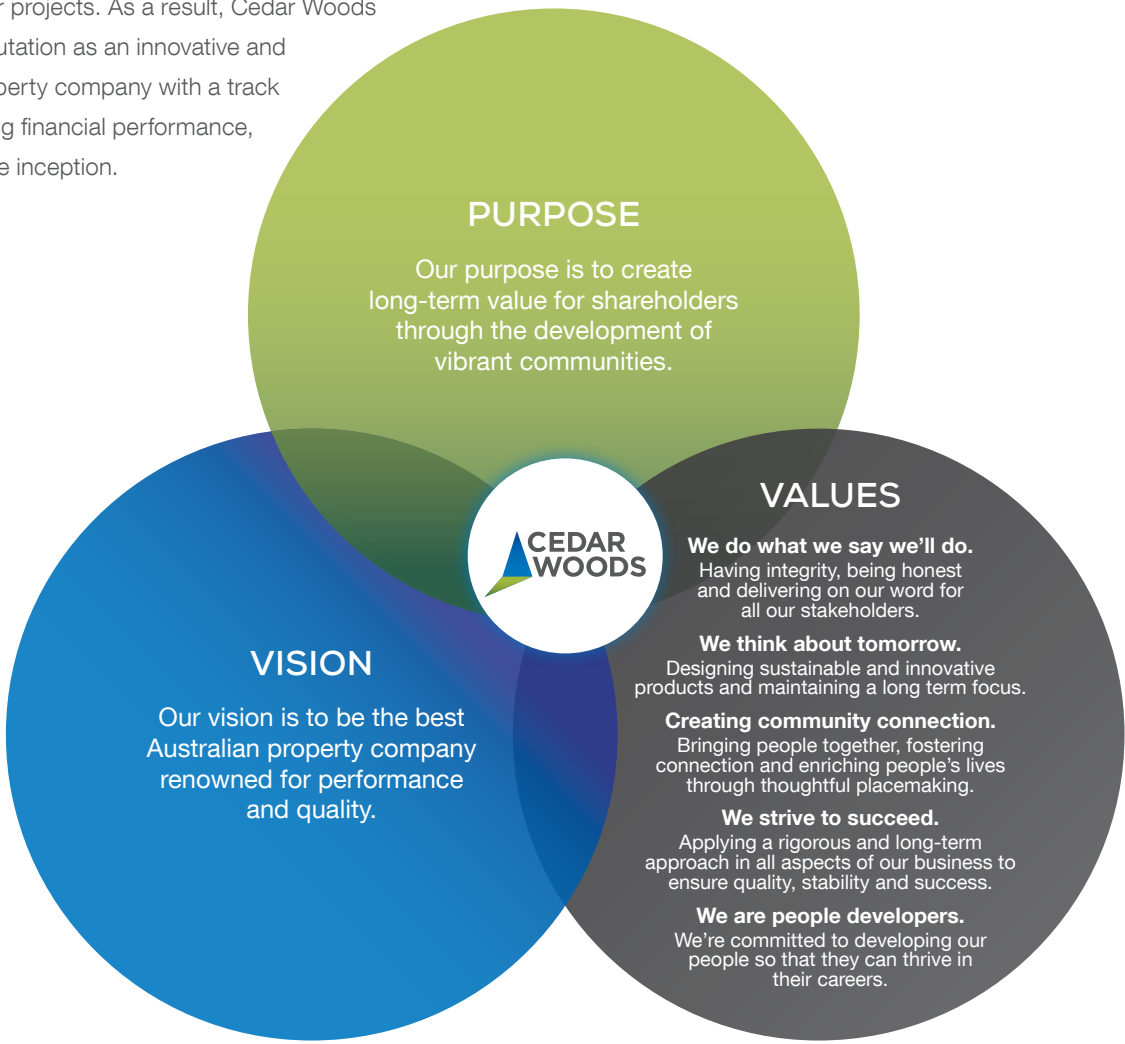 r projects. As a result, Cedar Woods
utation as an innovative and
perty company with a track
g financial performance,
e inception.
PURPOSE
Our purpose is to create
long-term value for shareholders
through the development of
vibrant communities.
CEDAR
WOODS
VISION
Our vision is to be the best
Australian property company
renowned for performance
and quality.
VALUES
We do what we say we’ll do.
Having integrity, being honest
and delivering on our word for
all our stakeholders.
We think about tomorrow.
Designing sustainable and innovative
products and maintaining a long term focus.
Creating community connection.
Bringing people together, fostering
connection and enriching people’s lives
through thoughtful placemaking.
We strive to succeed.
Applying a rigorous and long-term
approach in all aspects of our business to
ensure quality, stability and success.
We are people developers.
We’re committed to developing our
people so that they can thrive in
their careers.